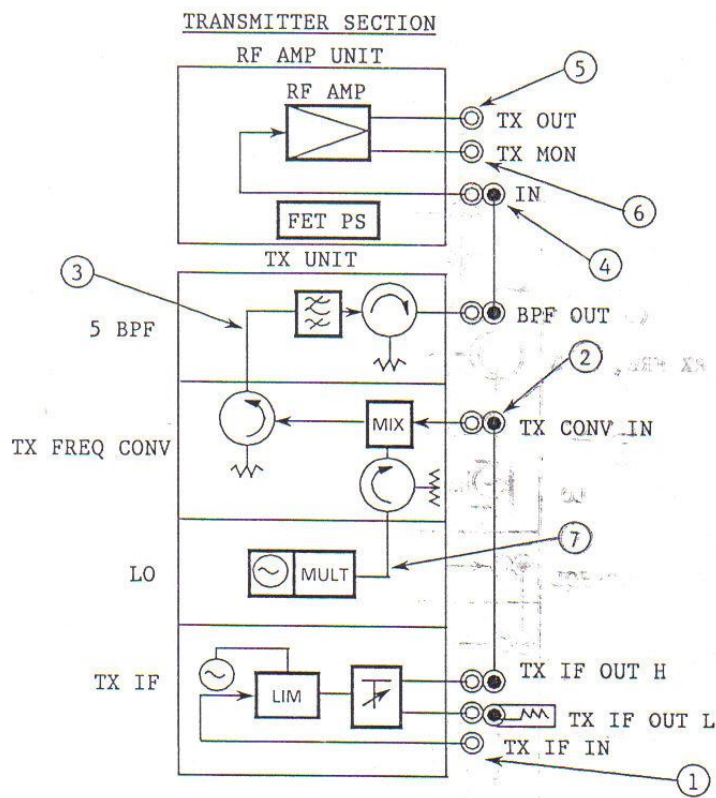 TRANSMITTER SECTION
RF AMP UNIT
RF AMP
5
TX OUT
TX MON
6
IN
FET PS
4
TX UNIT
3
5 BPF
BPF OUT
2
MIX
TX CONV IN
TX FREQ CONV
7
LO
MULT
TX IF OUT H
TX IF
LIM
TX IF OUT L
TX IF IN
1